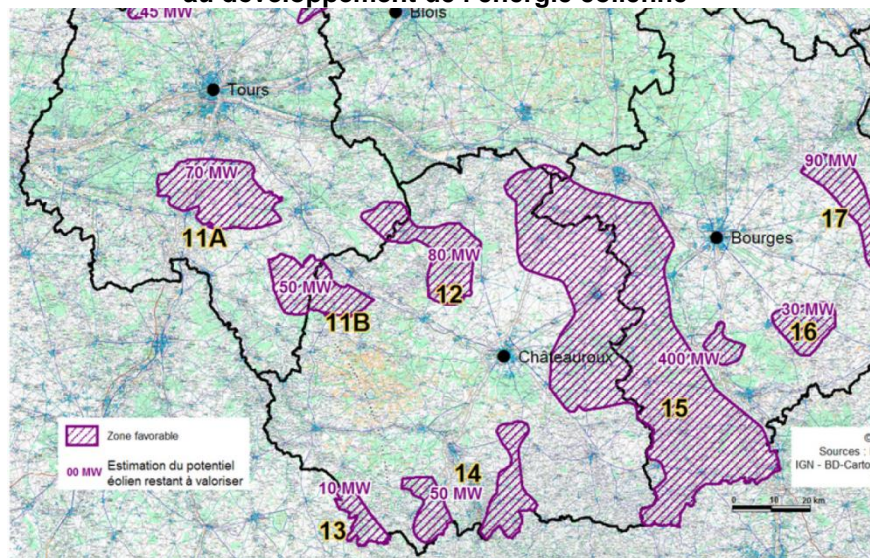 au développement de l'énergie éolienne
45 MW
Blois
Tours
70 MW
11A
90 MW
17
Bourges
80 MW
12
50 MW
11B
30 MW
16
Châteauroux
400 MW
15
Zone favorable
00 MW Estimation du potentiel
éolien restant à valoriser
14
10 MW
50 MW
13
©
Sources :
IGN - BD-Carto
0 10 20 km